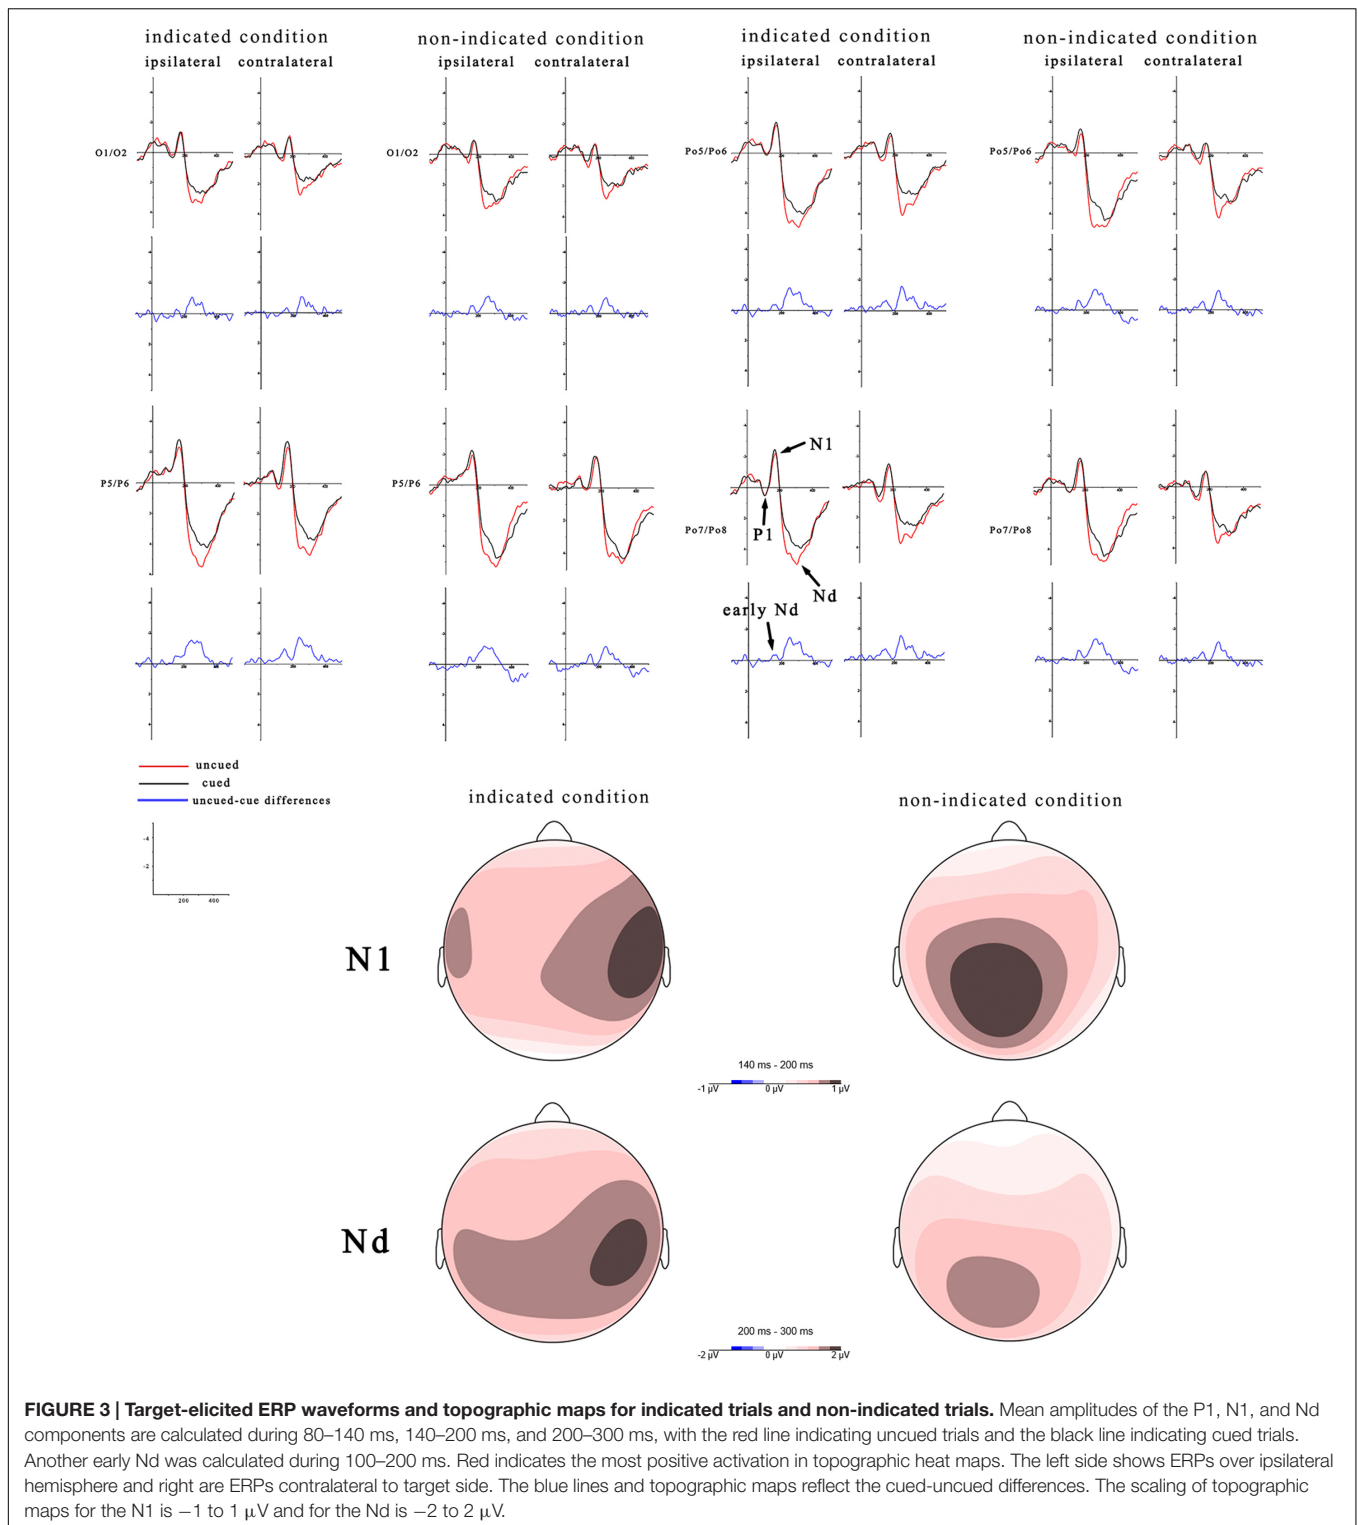 indicated condition
non-indicated condition
indicated condition
non-indicated condition
ipsilateral contralateral
ipsilateral contralateral
ipsilateral contralateral
ipsilateral contralateral
O1/O2
O1/O2
Po5/Po6
Po5/Po6
P5/P6
P5/P6
Po7/Po8
Po7/Po8
N1
P1
Nd
early Nd
uncued
cued
uncued-cue differences
-4
-2
200 400
indicated condition
non-indicated condition
N1
140 ms - 200 ms
-1 µV 0 µV 1 µV
Nd
200 ms - 300 ms
-2 µV 0 µV 2 µV
FIGURE 3 | Target-elicited ERP waveforms and topographic maps for indicated trials and non-indicated trials. Mean amplitudes of the P1, N1, and Nd
components are calculated during 80–140 ms, 140–200 ms, and 200–300 ms, with the red line indicating uncued trials and the black line indicating cued trials.
Another early Nd was calculated during 100–200 ms. Red indicates the most positive activation in topographic heat maps. The left side shows ERPs over ipsilateral
hemisphere and right are ERPs contralateral to target side. The blue lines and topographic maps reflect the cued-uncued differences. The scaling of topographic
maps for the N1 is −1 to 1 µV and for the Nd is −2 to 2 µV.